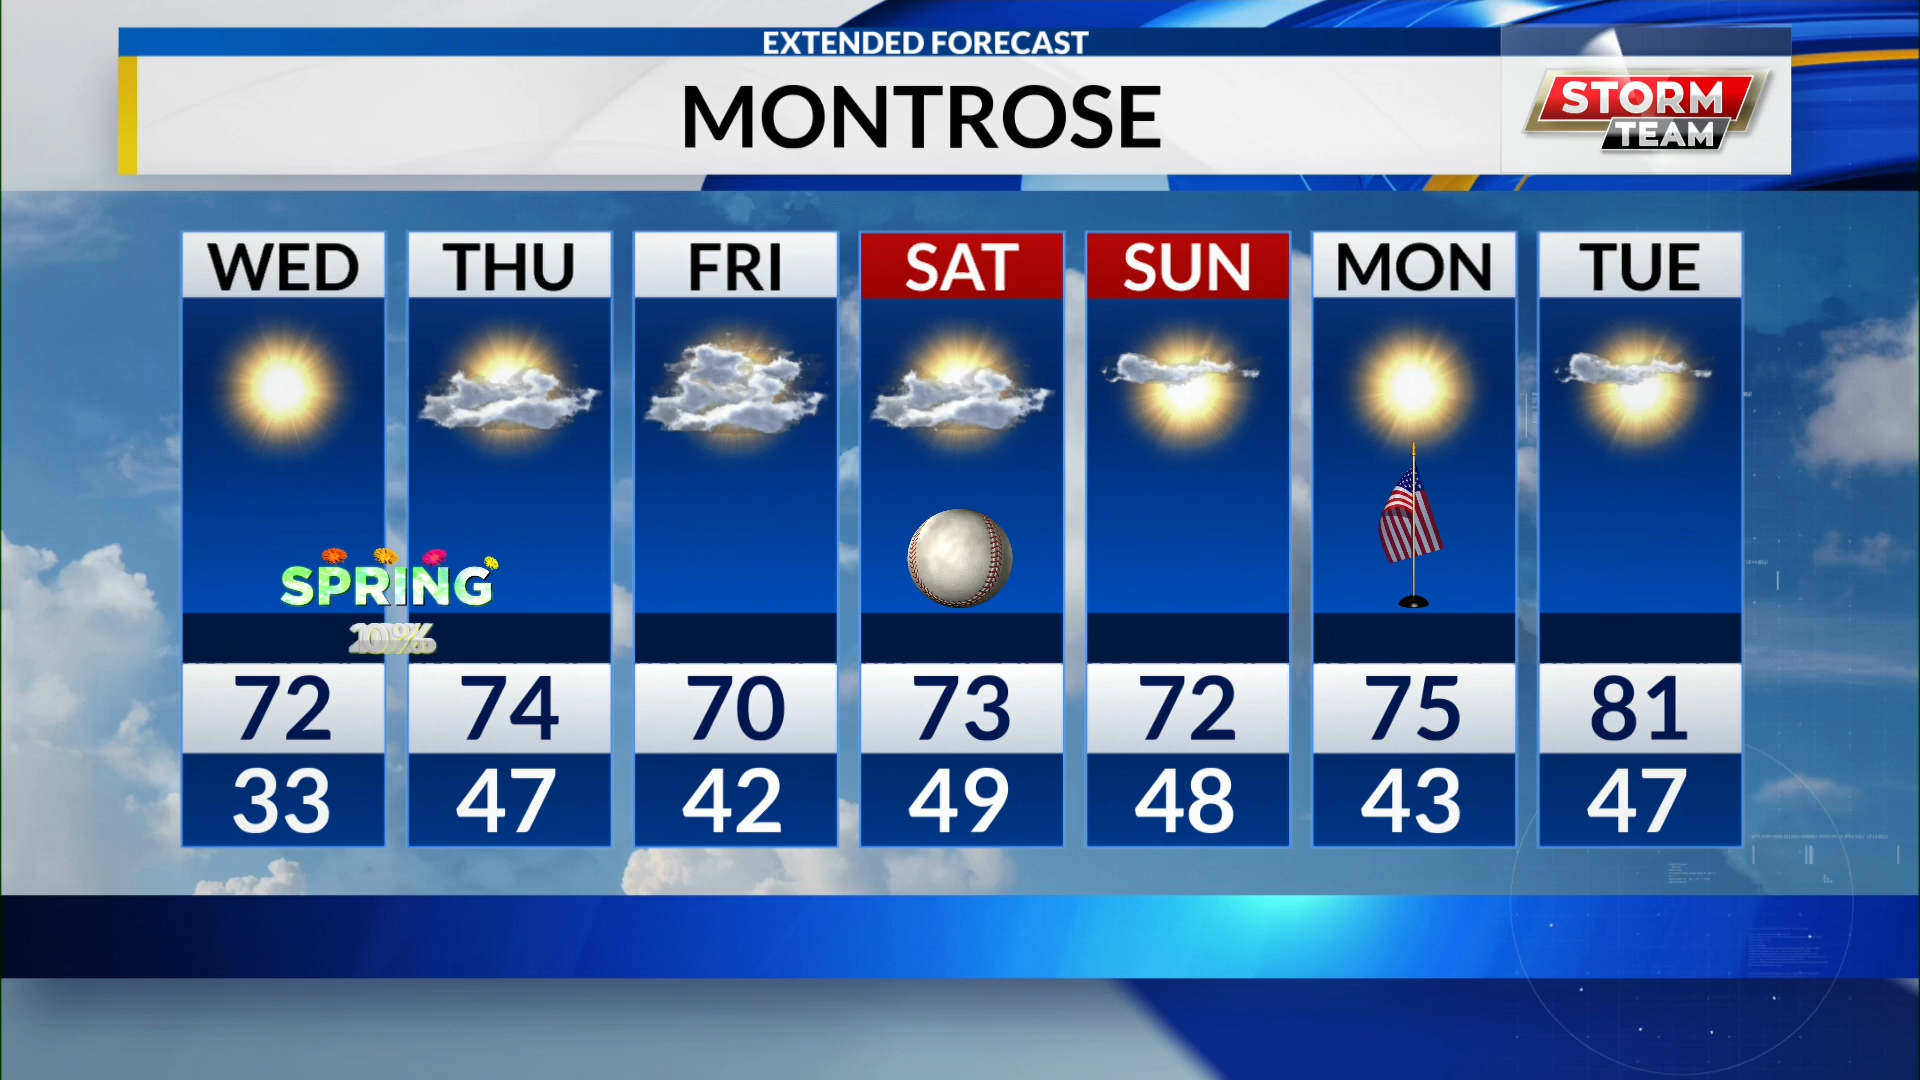 EXTENDED FORECAST
MONTROSE
STORM
TEAM
WED THU FRI SAT SUN MON TUE
SPRING
72 74 70 73 72 75 81
33 47 42 49 48 43 47